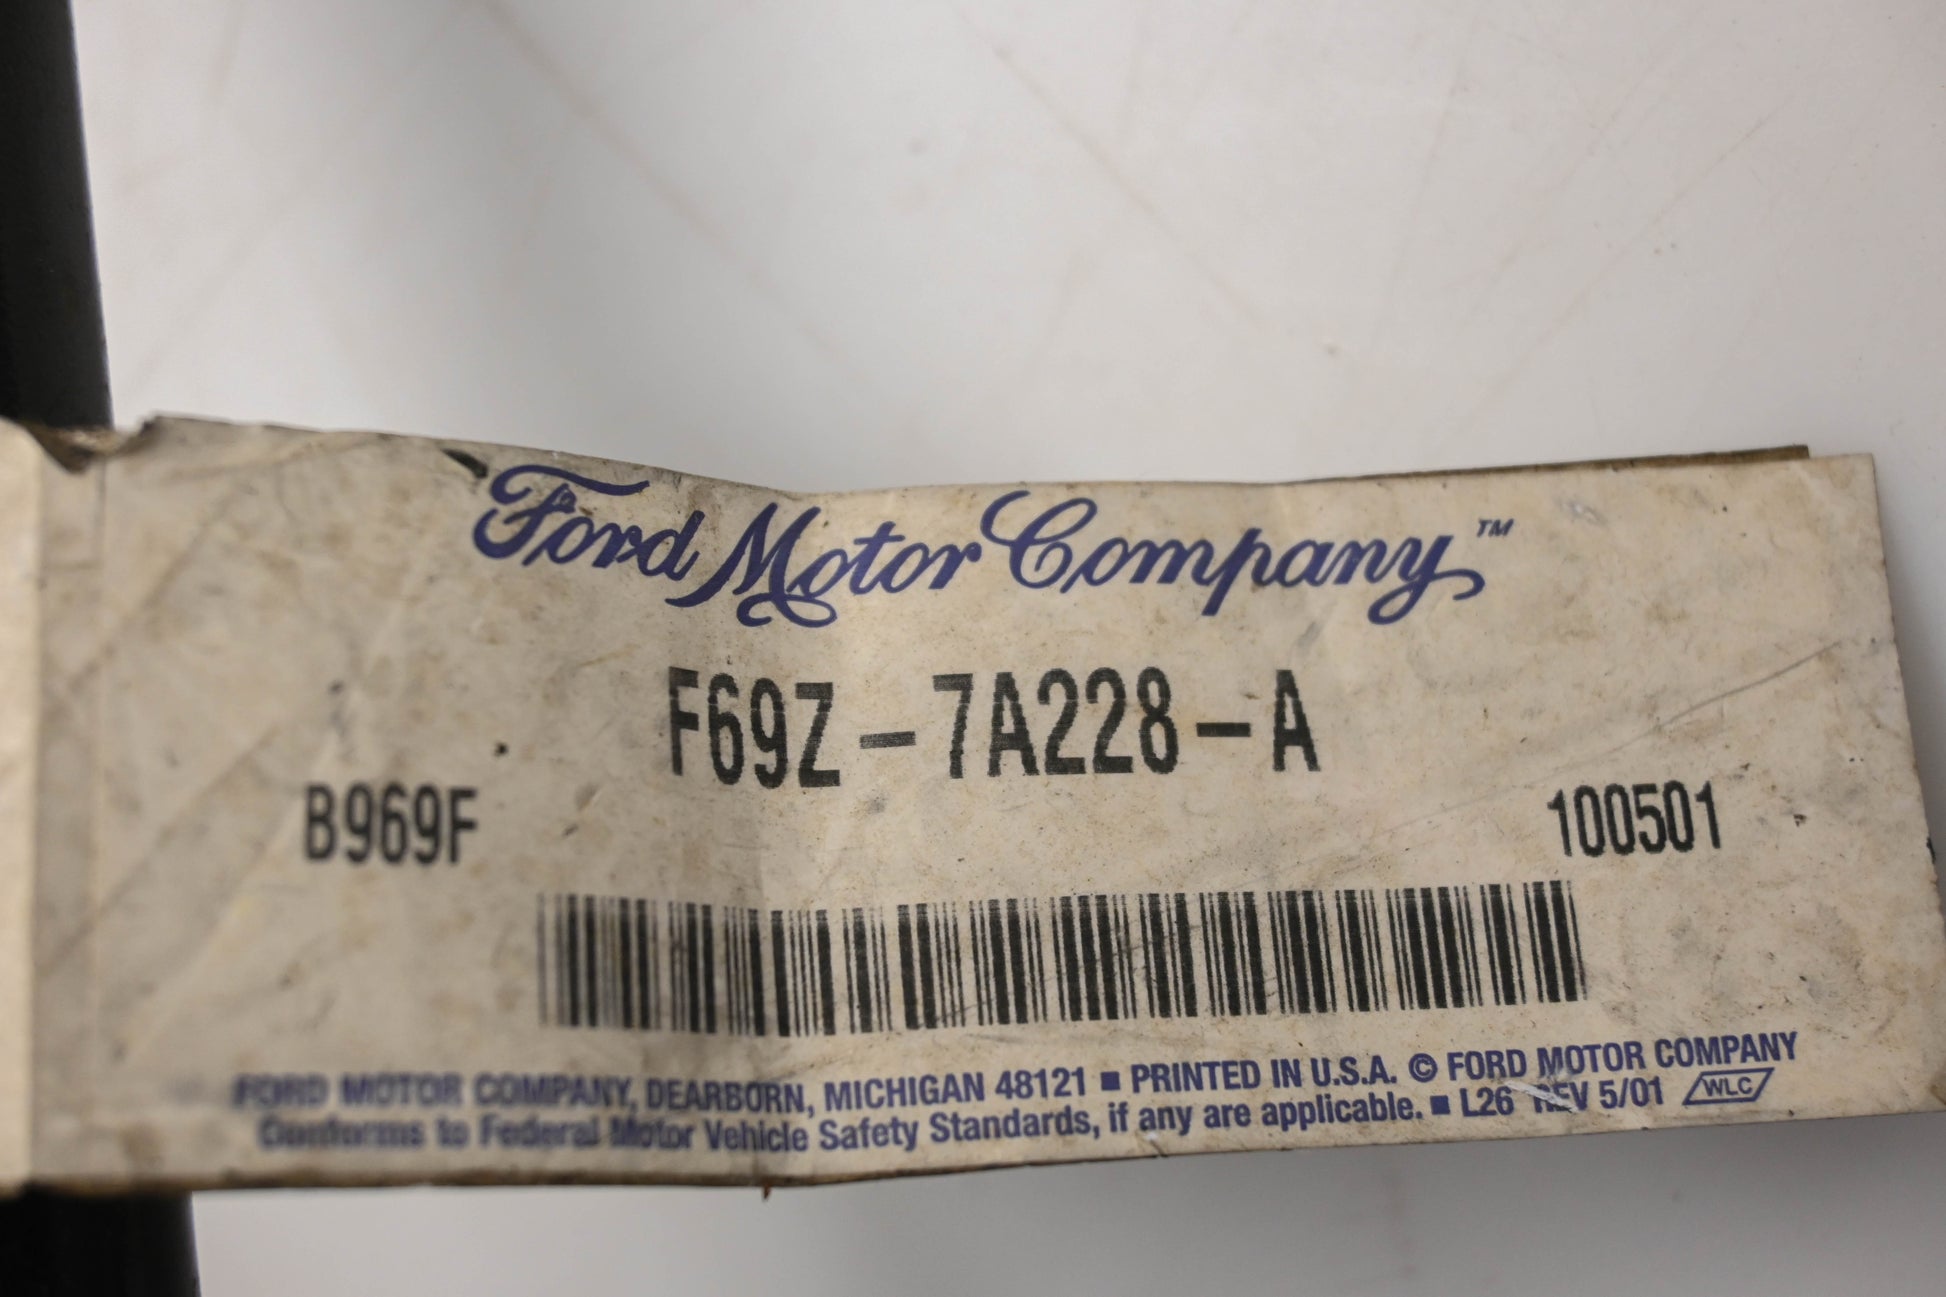 Ford Motor Company™
F69Z-7A228-A
B969F
100501
FORD MOTOR COMPANY, DEARBORN, MICHIGAN 48121 ■ PRINTED IN U.S.A. © FORD MOTOR COMPANY
Conforms to Federal Motor Vehicle Safety Standards, if any are applicable. ■ L26 REV 5/01 WLC